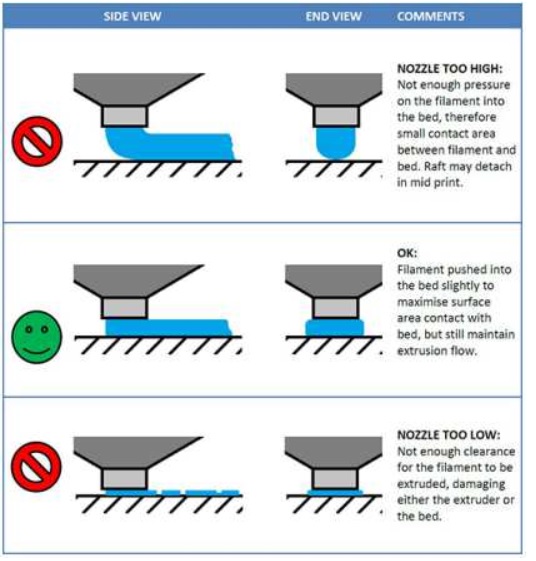 SIDE VIEW
END VIEW
COMMENTS
NOZZLE TOO HIGH:
Not enough pressure
on the filament into
the bed, therefore
small contact area
between filament and
bed. Raft may detach
in mid print.
OK:
Filament pushed into
the bed slightly to
maximise surface
area contact with
bed, but still maintain
extrusion flow.
NOZZLE TOO LOW:
Not enough clearance
for the filament to be
extruded, damaging
either the extruder or
the bed.